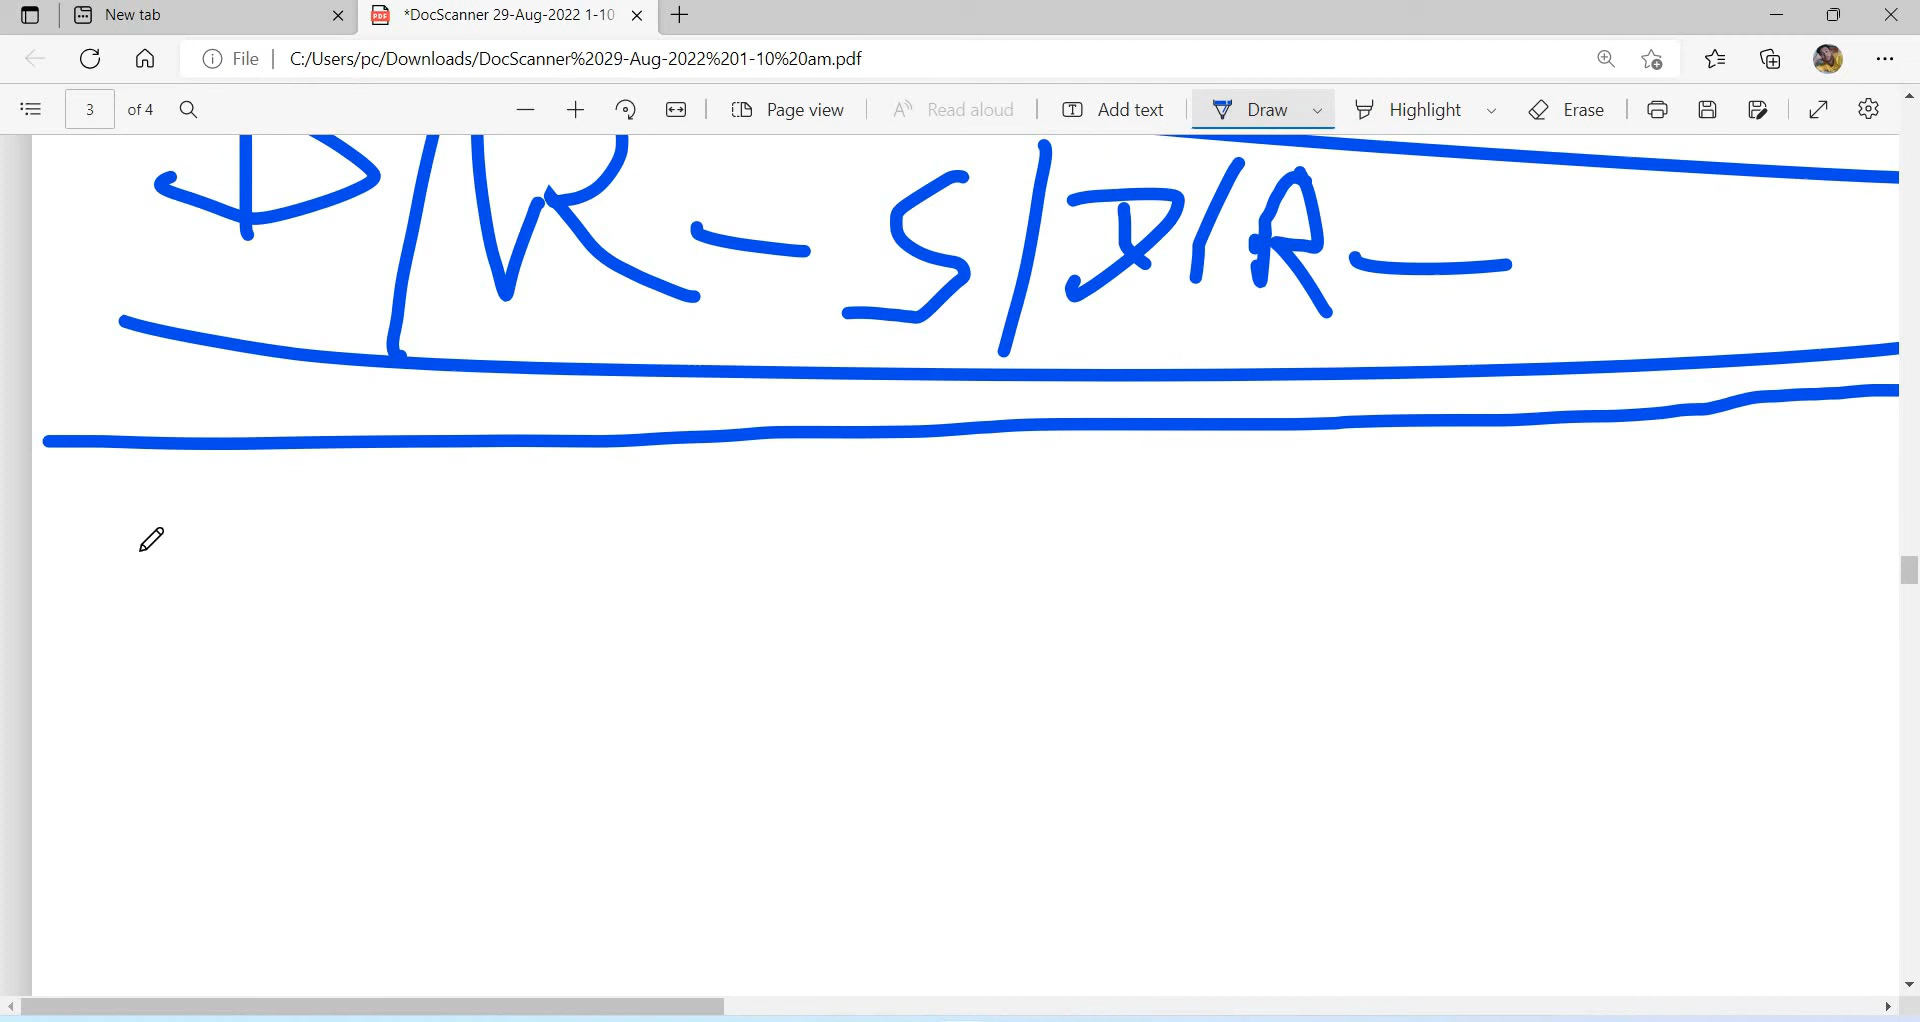 New tab
*DocScanner 29-Aug-2022 1-10
File
C:/Users/pc/Downloads/DocScanner%2029-Aug-2022%201-10%20am.pdf
3 of 4
Page view
Read aloud
Add text
Draw
Highlight
Erase
D/R — S/D/R —